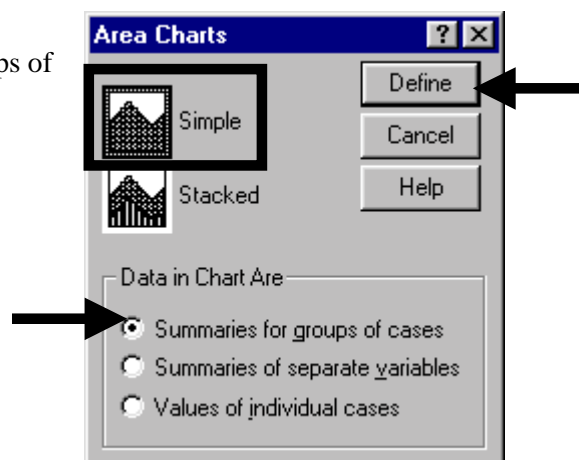 Area Charts
of
Define
Simple
Cancel
Stacked
Help
Data in Chart Are
Summaries for groups of cases
Summaries of separate variables
Values of individual cases